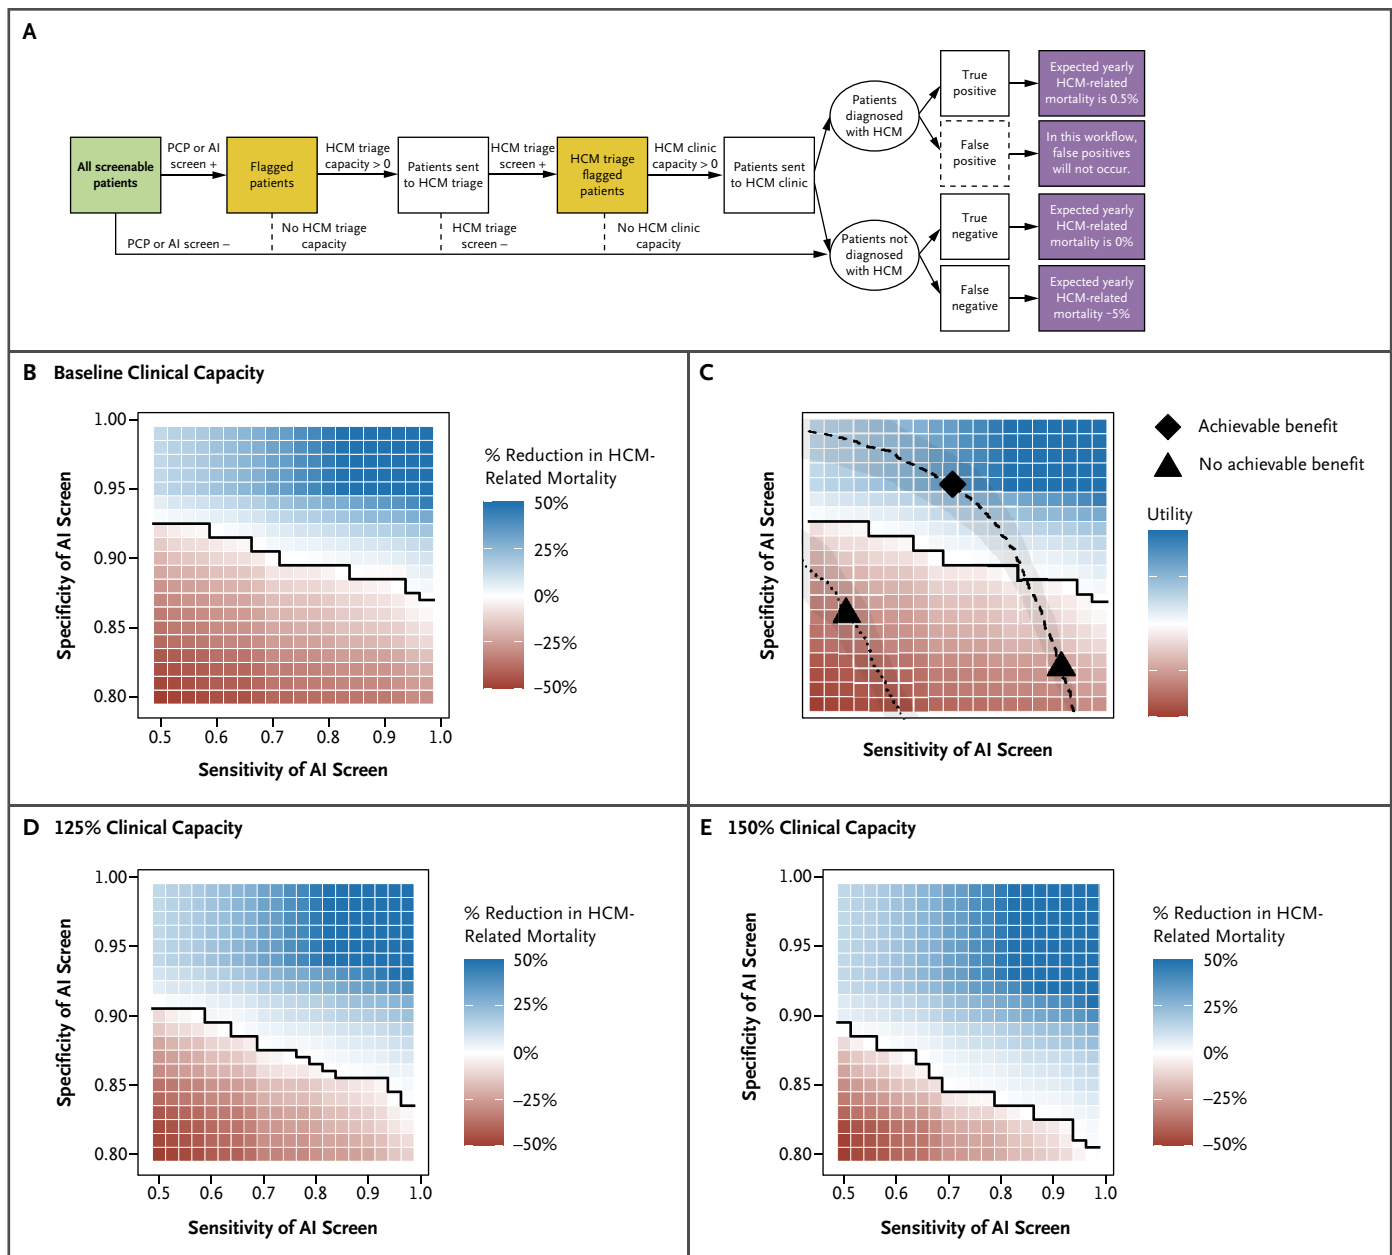 A
All screenable
patients
PCP or AI
screen +
Flagged
patients
HCM triage
capacity > 0
Patients sent
to HCM triage
HCM triage
screen +
HCM triage
flagged
patients
HCM clinic
capacity > 0
Patients sent
to HCM clinic
PCP or AI screen –
No HCM triage
capacity
HCM triage
screen –
No HCM clinic
capacity
Patients
diagnosed
with HCM
Patients not
diagnosed
with HCM
True
positive
Expected yearly
HCM-related
mortality is 0.5%
False
positive
In this workflow,
false positives
will not occur.
True
negative
Expected yearly
HCM-related
mortality is 0%
False
negative
Expected yearly
HCM-related
mortality ~5%
B Baseline Clinical Capacity
Specificity of AI Screen
1.00
0.95
0.90
0.85
0.80
0.5 0.6 0.7 0.8 0.9 1.0
Sensitivity of AI Screen
% Reduction in HCM-
Related Mortality
50%
25%
0%
–25%
–50%
C
Specificity of AI Screen
Sensitivity of AI Screen
Achievable benefit
No achievable benefit
Utility
D 125% Clinical Capacity
Specificity of AI Screen
1.00
0.95
0.90
0.85
0.80
0.5 0.6 0.7 0.8 0.9 1.0
Sensitivity of AI Screen
% Reduction in HCM-
Related Mortality
50%
25%
0%
–25%
–50%
E 150% Clinical Capacity
Specificity of AI Screen
1.00
0.95
0.90
0.85
0.80
0.5 0.6 0.7 0.8 0.9 1.0
Sensitivity of AI Screen
% Reduction in HCM-
Related Mortality
50%
25%
0%
–25%
–50%